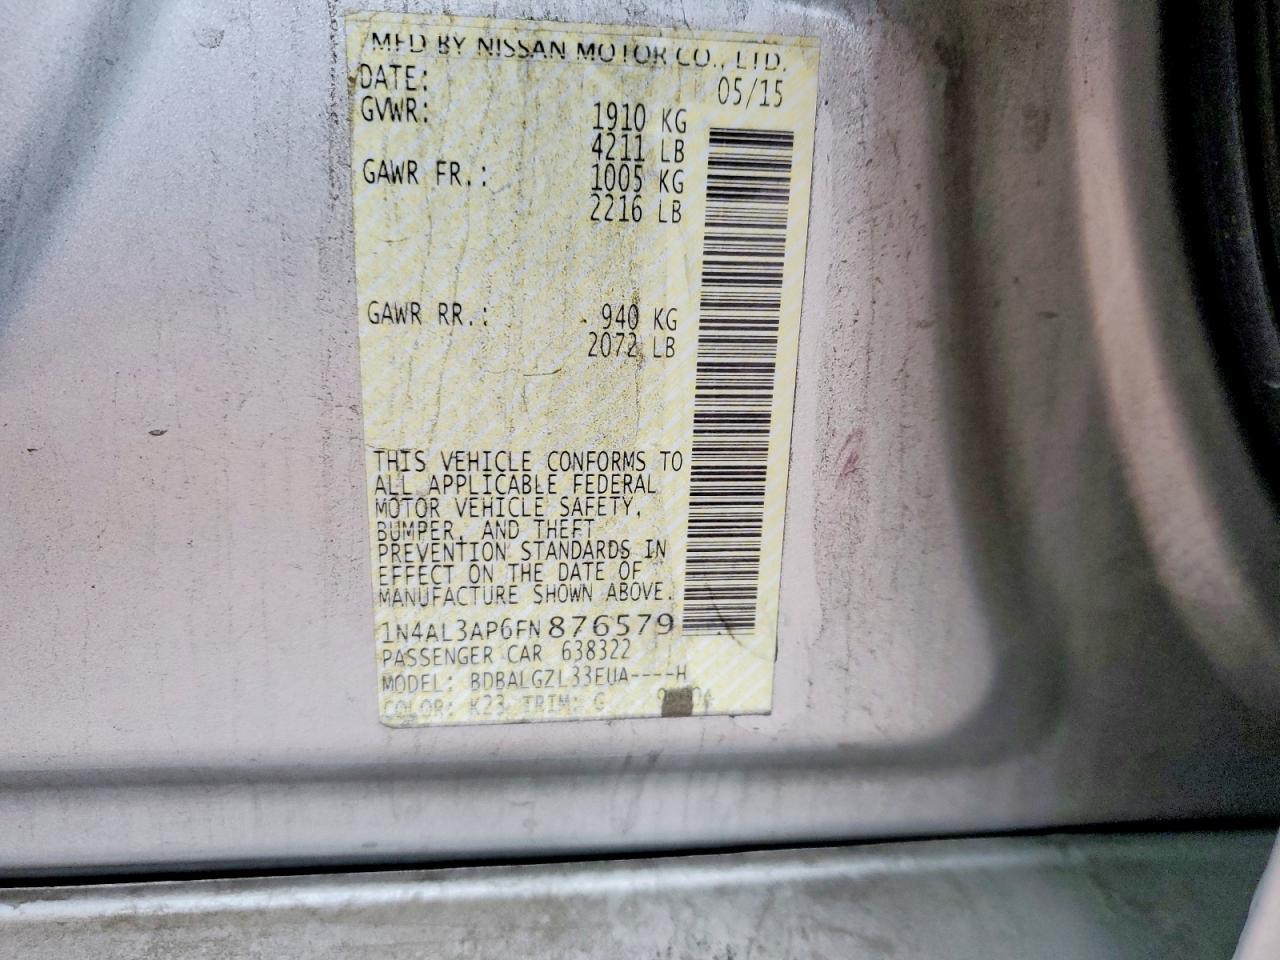 MFD BY NISSAN MOTOR CO., LTD.
DATE: 05/15
GVWR: 1910 KG
4211 LB
GAWR FR.: 1005 KG
2216 LB
GAWR RR.: 940 KG
2072 LB
THIS VEHICLE CONFORMS TO
ALL APPLICABLE FEDERAL
MOTOR VEHICLE SAFETY,
BUMPER, AND THEFT
PREVENTION STANDARDS IN
EFFECT ON THE DATE OF
MANUFACTURE SHOWN ABOVE.
1N4AL3AP6FN876579
PASSENGER CAR 638322
MODEL: BDBALGZL33EUA----H
COLOR: K23 TRIM: G